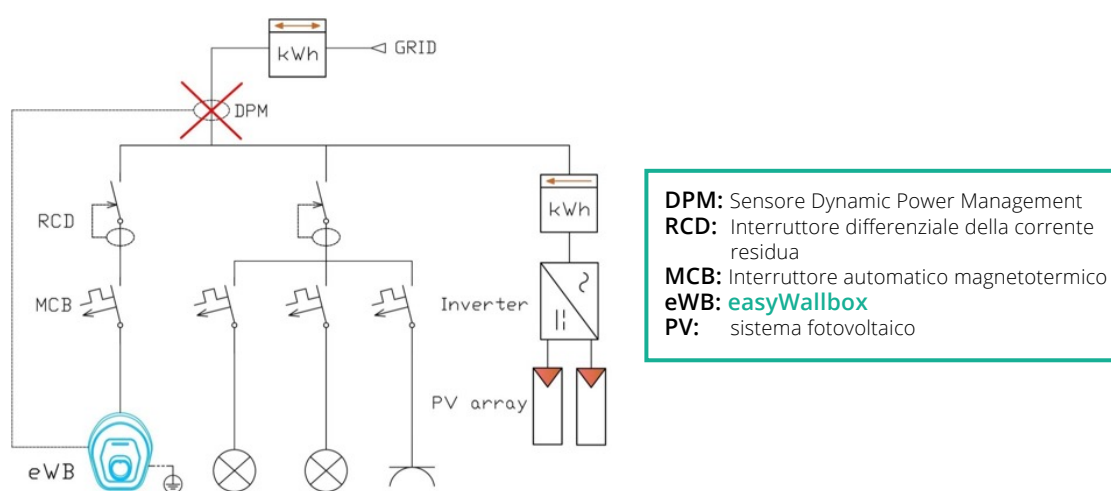 kWh
GRID
DPM
RCD
kWh
MCB
Inverter
PV array
eWB
DPM: Sensore Dynamic Power Management
RCD: Interruttore differenziale della corrente
residua
MCB: Interruttore automatico magnetotermico
eWB: easyWallbox
PV: sistema fotovoltaico